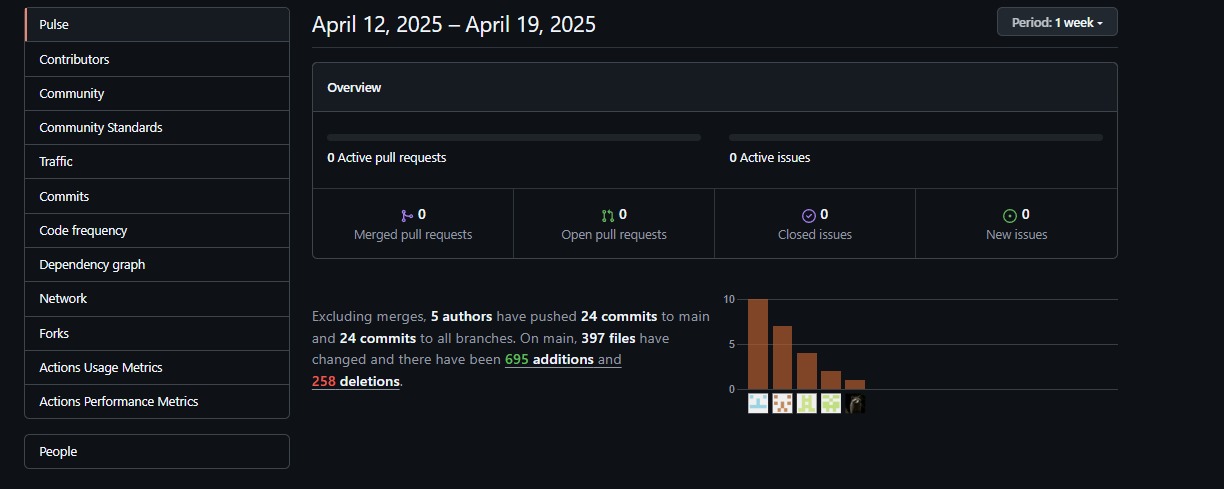 Pulse
Contributors
Community
Community Standards
Traffic
Commits
Code frequency
Dependency graph
Network
Forks
Actions Usage Metrics
Actions Performance Metrics
People
April 12, 2025 – April 19, 2025
Period: 1 week
Overview
0 Active pull requests
0 Active issues
0
Merged pull requests
0
Open pull requests
0
Closed issues
0
New issues
Excluding merges, 5 authors have pushed 24 commits to main
and 24 commits to all branches. On main, 397 files have
changed and there have been 695 additions and
258 deletions.
10
5
0